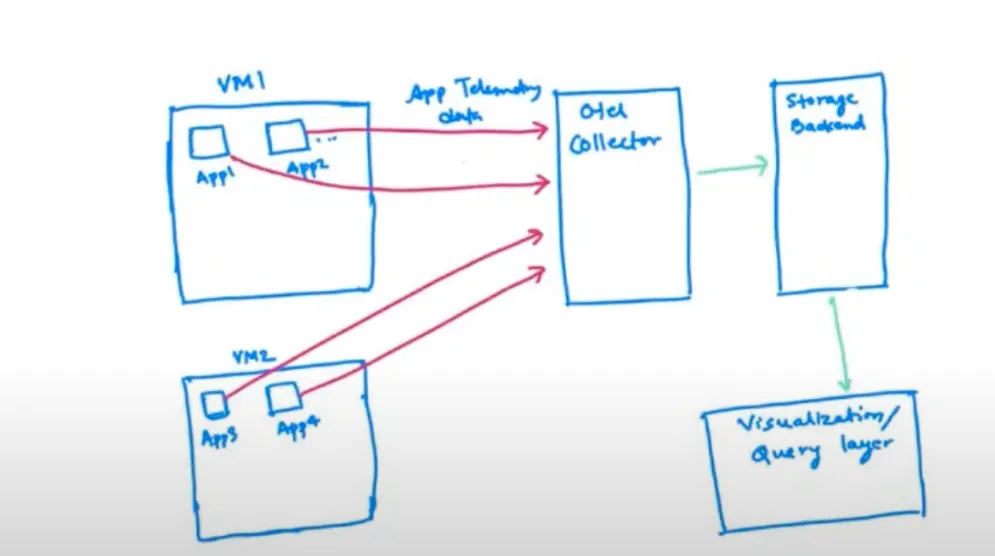 VM1
App1
App2
...
App Telemetry
data
Otel
Collector
Storage
Backend
VM2
App3
App4
Visualization/
Query layer